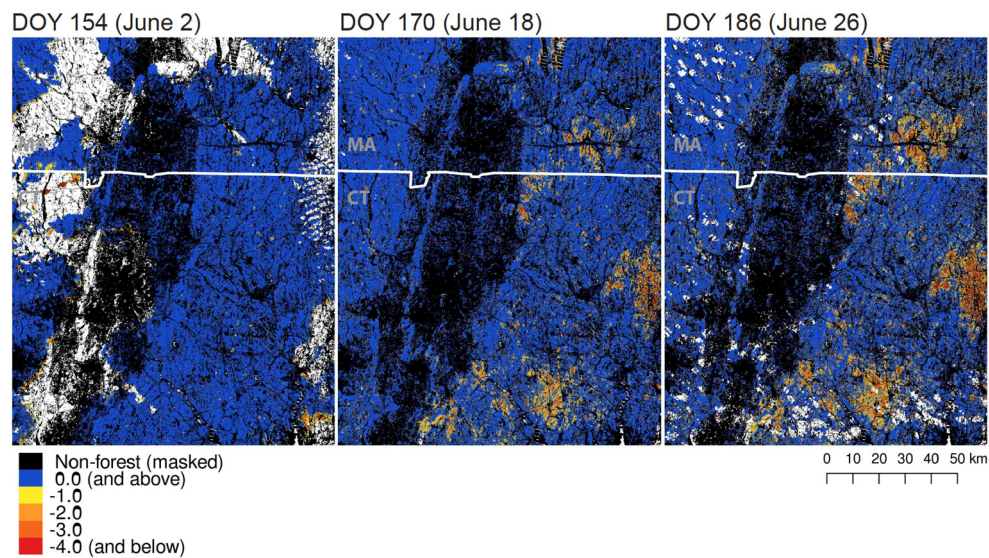 DOY 154 (June 2)
DOY 170 (June 18)
DOY 186 (June 26)
MA
MA
MA
CT
CT
CT
Non-forest (masked)
0.0 (and above)
-1.0
-2.0
-3.0
-4.0 (and below)
0 10 20 30 40 50 km